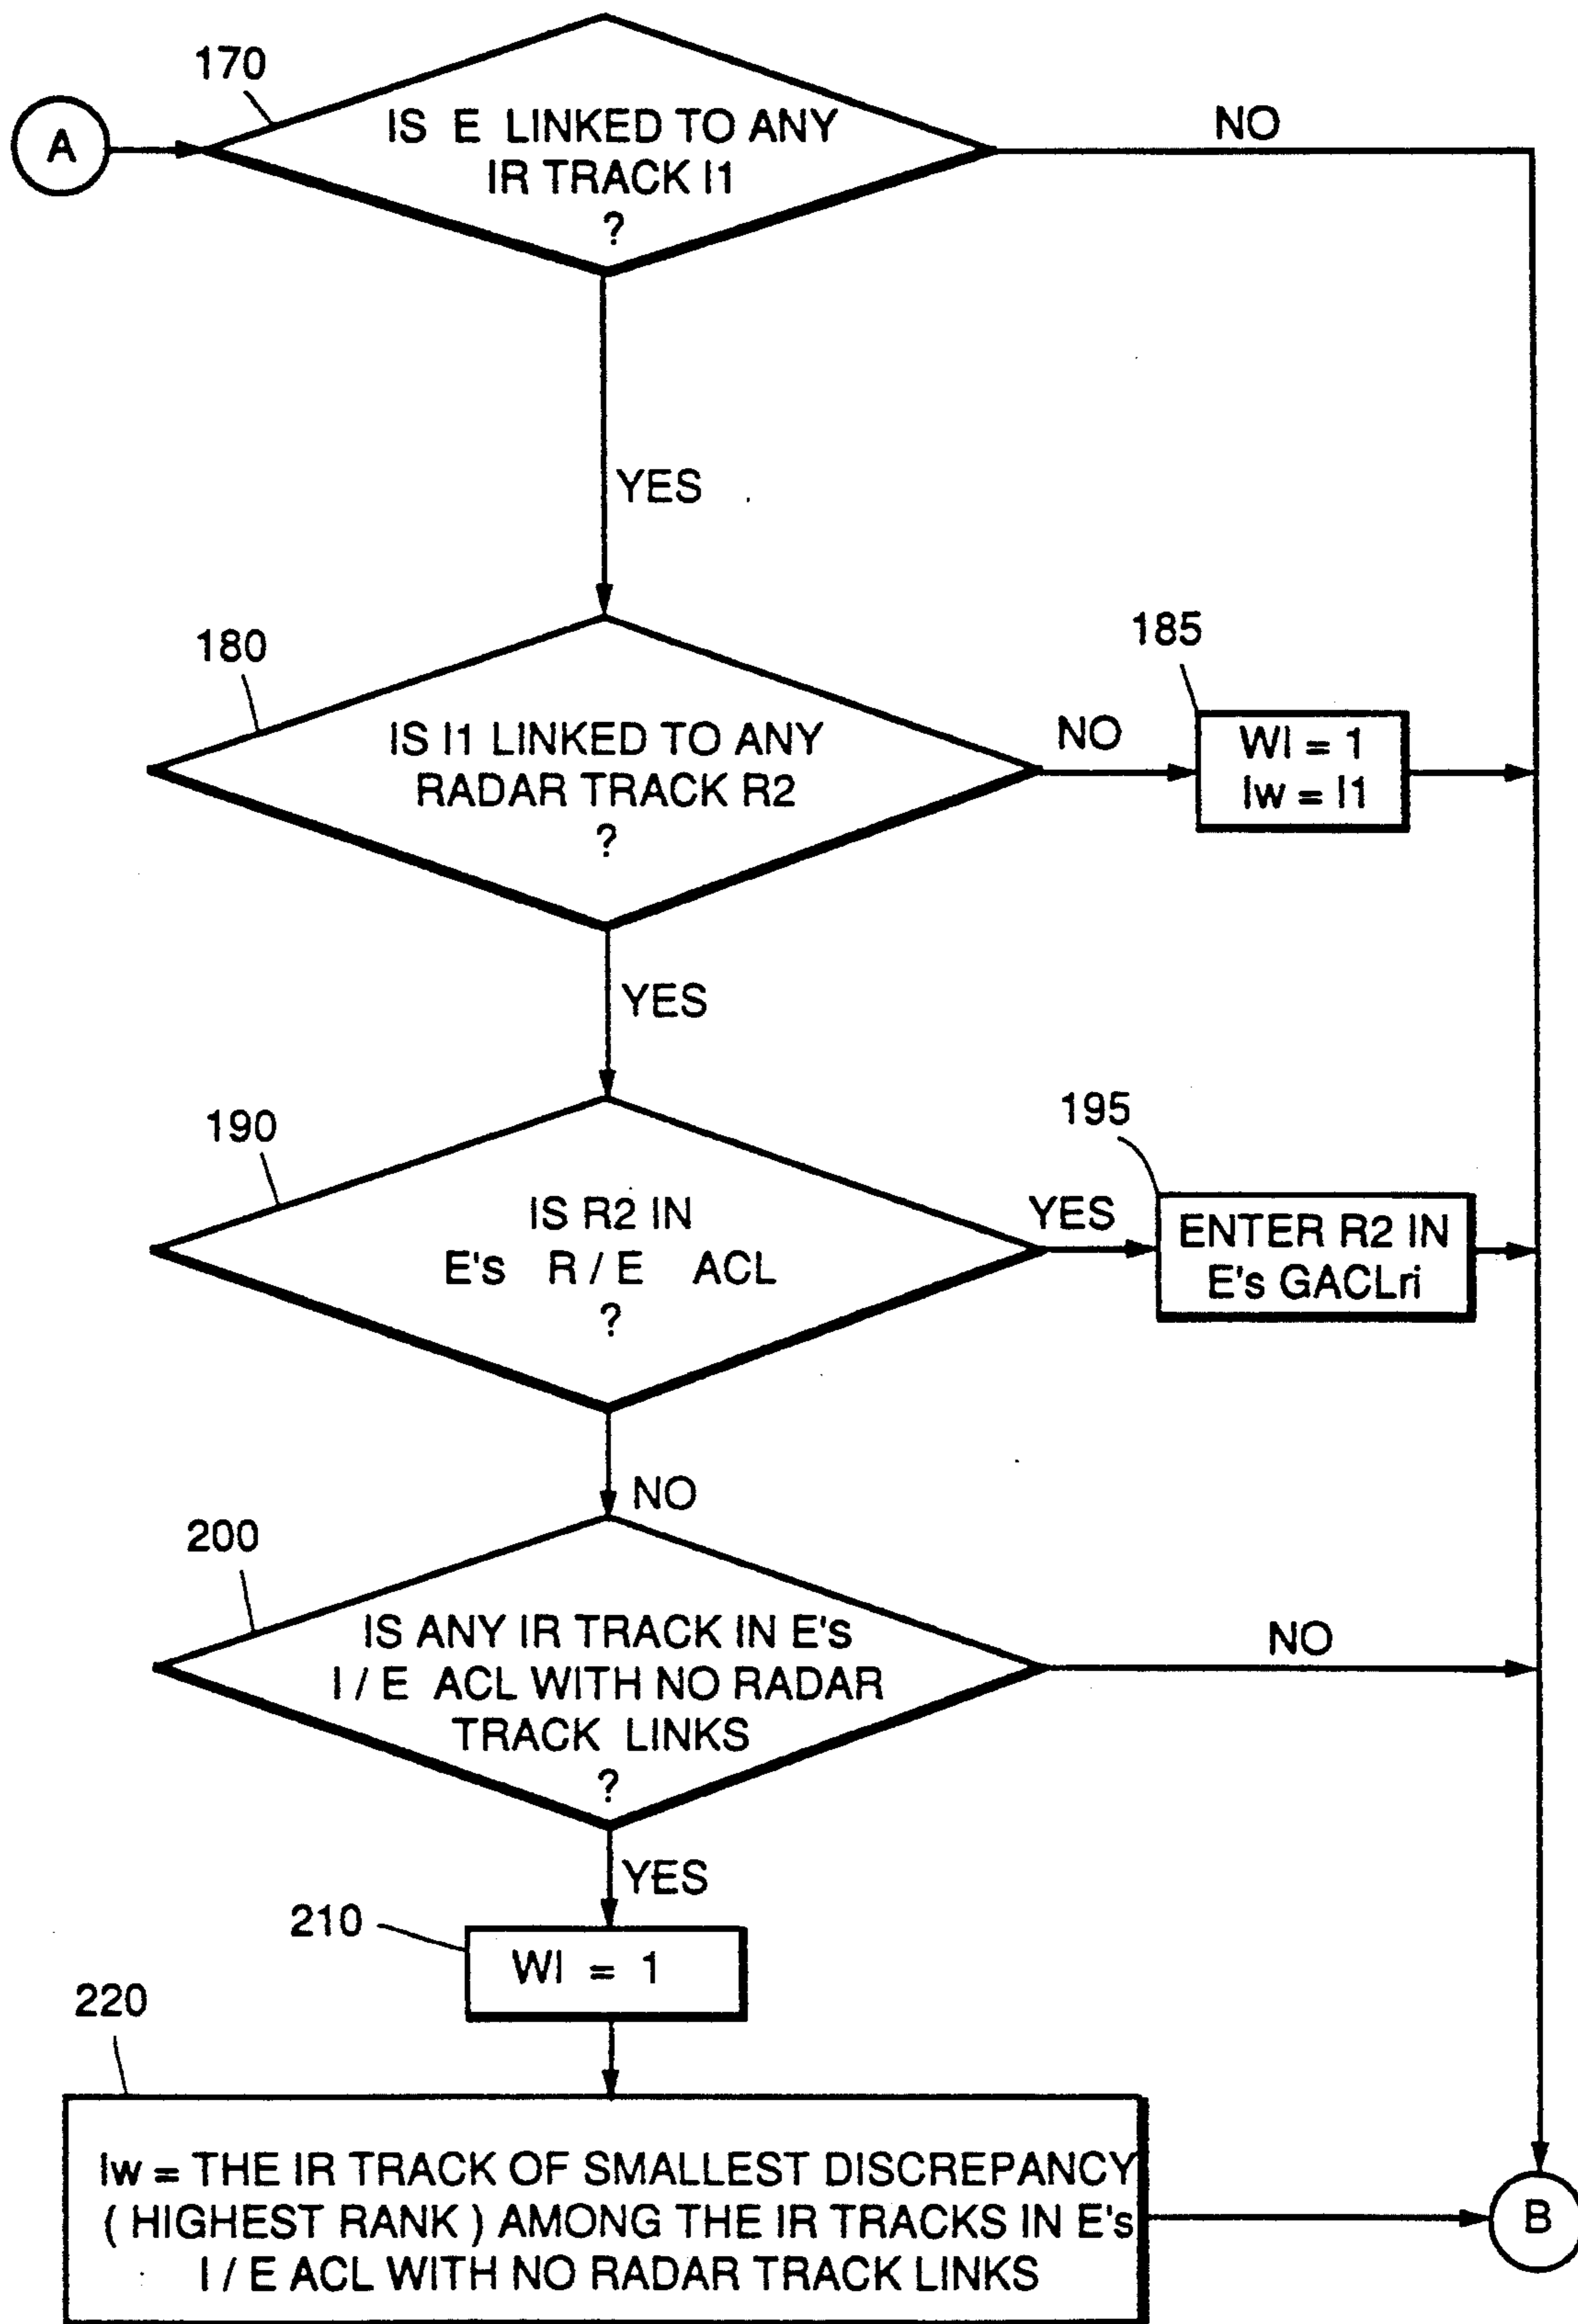 170
A
IS E LINKED TO ANY
IR TRACK I1
?
NO
YES
180
IS I1 LINKED TO ANY
RADAR TRACK R2
?
NO
185
WI = 1
Iw = I1
YES
190
IS R2 IN
E's R / E ACL
?
YES
195
ENTER R2 IN
E's GACLri
NO
200
IS ANY IR TRACK IN E's
I / E ACL WITH NO RADAR
TRACK LINKS
?
NO
YES
210
WI = 1
220
Iw = THE IR TRACK OF SMALLEST DISCREPANCY
( HIGHEST RANK ) AMONG THE IR TRACKS IN E's
I / E ACL WITH NO RADAR TRACK LINKS
B